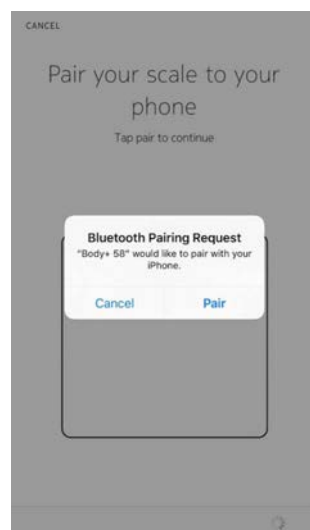 CANCEL
Pair your scale to your
phone
Tap pair to continue
Bluetooth Pairing Request
"Body+ 58" would like to pair with your
iPhone.
Cancel Pair